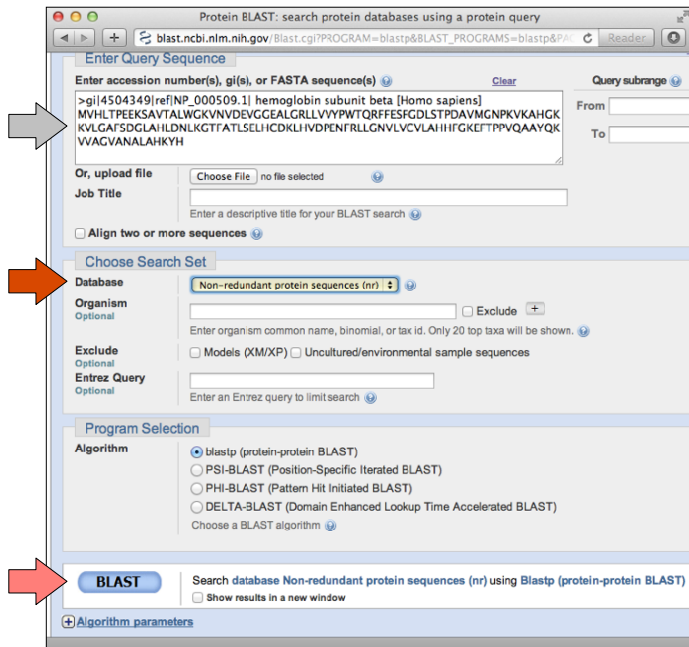 Protein BLAST: search protein databases using a protein query
blast.ncbi.nlm.nih.gov/Blast.cgi?PROGRAM=blastp&BLAST_PROGRAMS=blastp&PA
Reader
Enter Query Sequence
Enter accession number(s), gi(s), or FASTA sequence(s)
Clear
Query subrange
>gi|4504349|ref|NP_000509.1| hemoglobin subunit beta [Homo sapiens]
MVHLTPEEKSAVTALWGKVNVDEVGGEALGRLLVVYPWTQRFFESFGDLSTPDAVMGNPKVKAHGK
KVLGAFSDGLAHLDNLKGTFATLSELHCDKLHVDPENFRLLGNVLVCVLAHHFGKEFTPPVQAAYQK
VVAGVANALAHKYH
From
To
Or, upload file
Choose File no file selected
Job Title
Enter a descriptive title for your BLAST search
Align two or more sequences
Choose Search Set
Database
Non-redundant protein sequences (nr)
Organism
Optional
Exclude +
Enter organism common name, binomial, or tax id. Only 20 top taxa will be shown.
Exclude
Optional
Models (XM/XP) Uncultured/environmental sample sequences
Entrez Query
Optional
Enter an Entrez query to limit search
Program Selection
Algorithm
blastp (protein-protein BLAST)
PSI-BLAST (Position-Specific Iterated BLAST)
PHI-BLAST (Pattern Hit Initiated BLAST)
DELTA-BLAST (Domain Enhanced Lookup Time Accelerated BLAST)
Choose a BLAST algorithm
BLAST
Search database Non-redundant protein sequences (nr) using Blastp (protein-protein BLAST)
Show results in a new window
Algorithm parameters